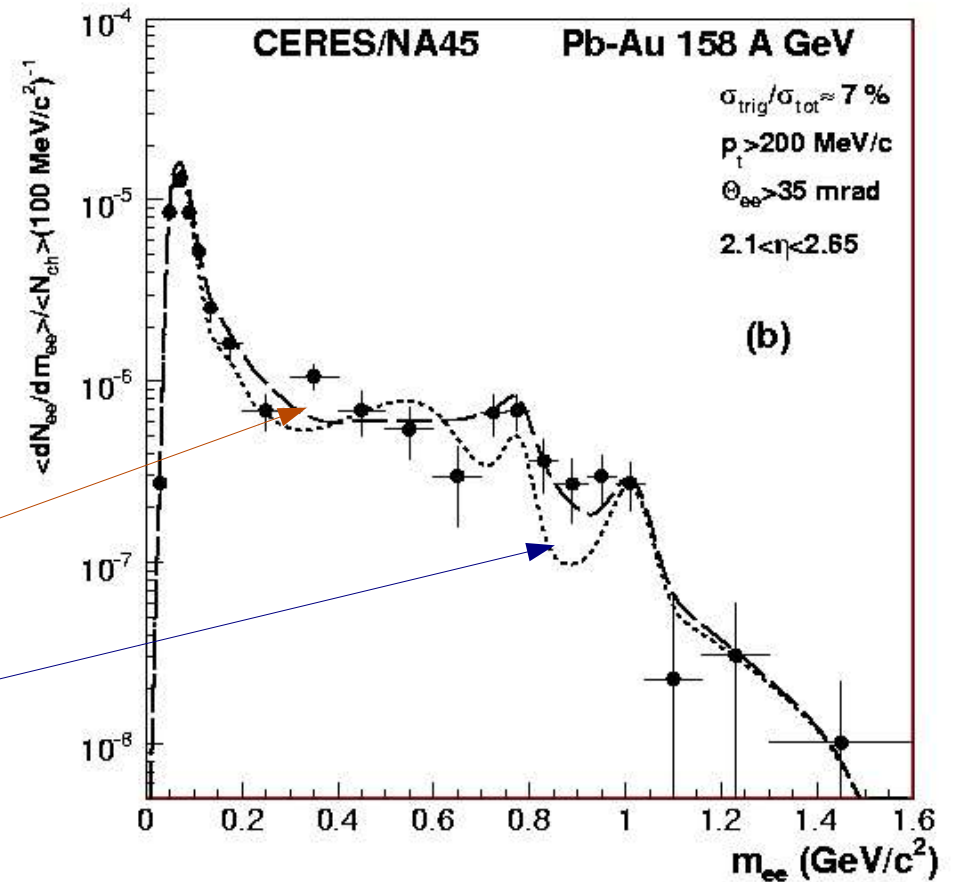 10⁻⁴
CERES/NA45 Pb-Au 158 A GeV
σtrig/σtot≈ 7 %
pt>200 MeV/c
Θee>35 mrad
2.1<η<2.65
(b)
<dNee/dmee>/<Nch>(100 MeV/c²)⁻¹
10⁻⁵
10⁻⁶
10⁻⁷
10⁻⁸
0 0.2 0.4 0.6 0.8 1 1.2 1.4 1.6
mee (GeV/c²)